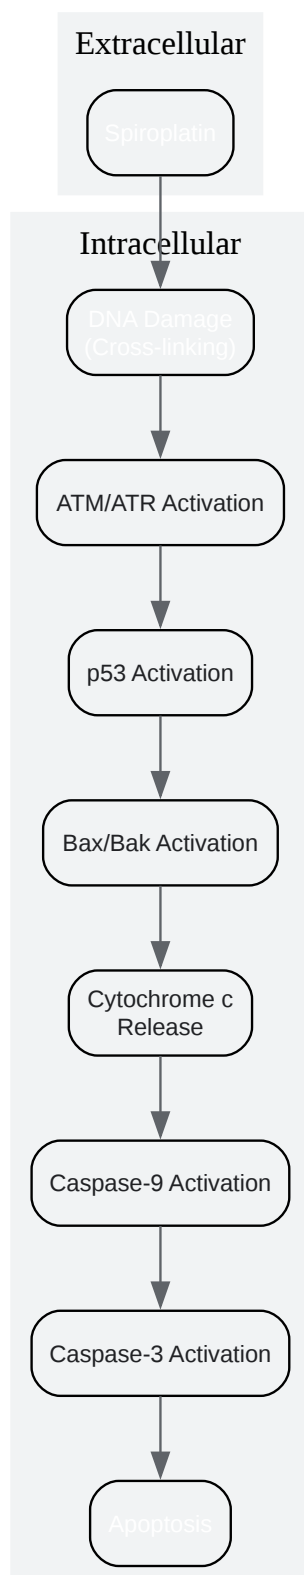 Extracellular
Spiroplatin
Intracellular
DNA Damage
(Cross-linking)
ATM/ATR Activation
p53 Activation
Bax/Bak Activation
Cytochrome c
Release
Caspase-9 Activation
Caspase-3 Activation
Apoptosis